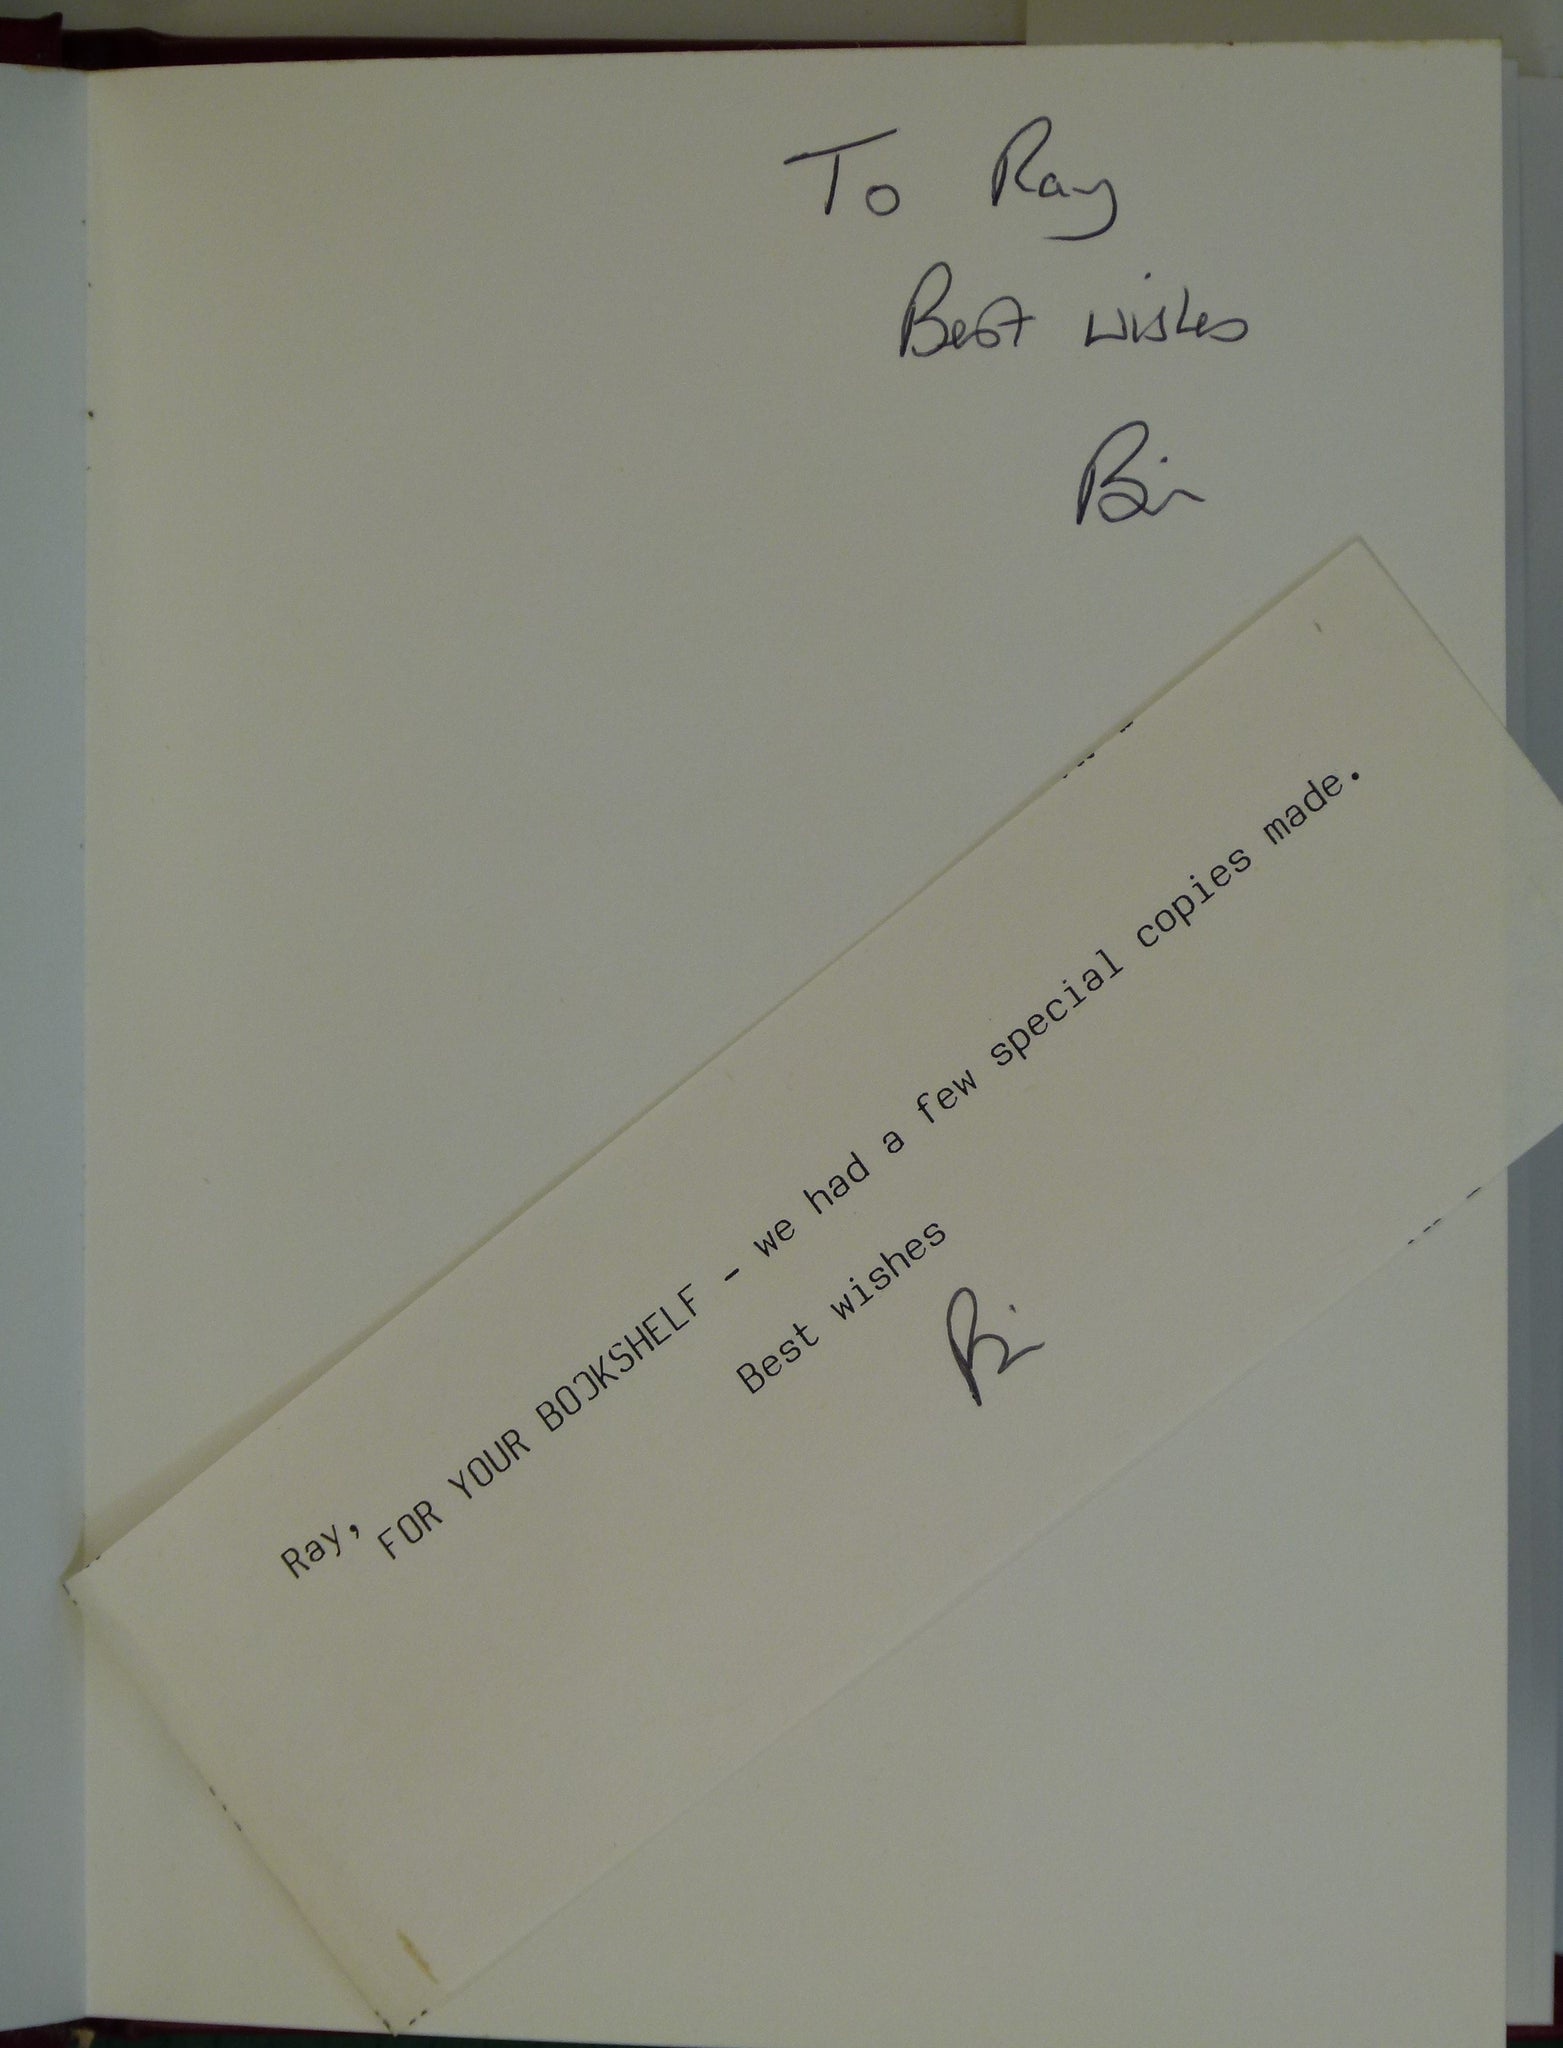 To Ray
Best wishes
Ray,
FOR YOUR BOOKSHELF - we had a few special copies made.
Best wishes